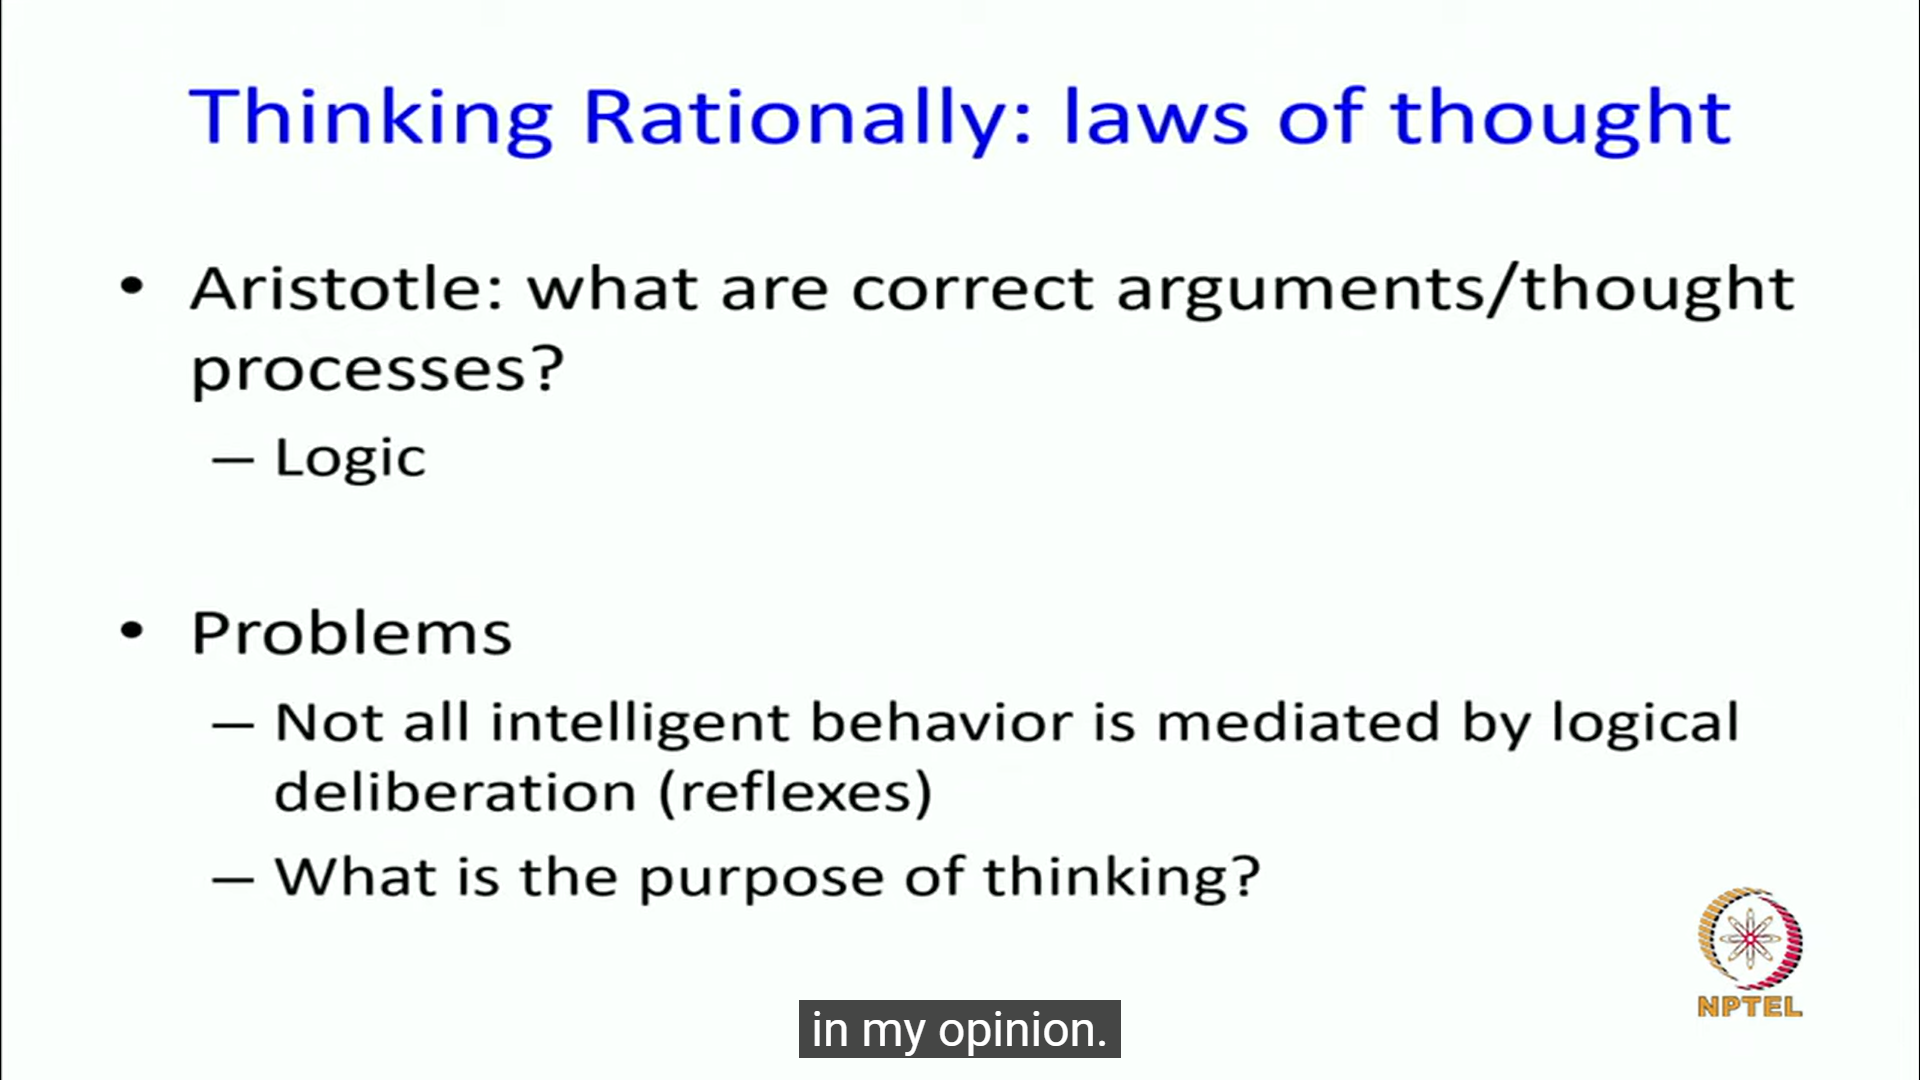 Thinking Rationally: laws of thought
• Aristotle: what are correct arguments/thought
processes?
– Logic
• Problems
– Not all intelligent behavior is mediated by logical
deliberation (reflexes)
– What is the purpose of thinking?
NPTEL
in my opinion.